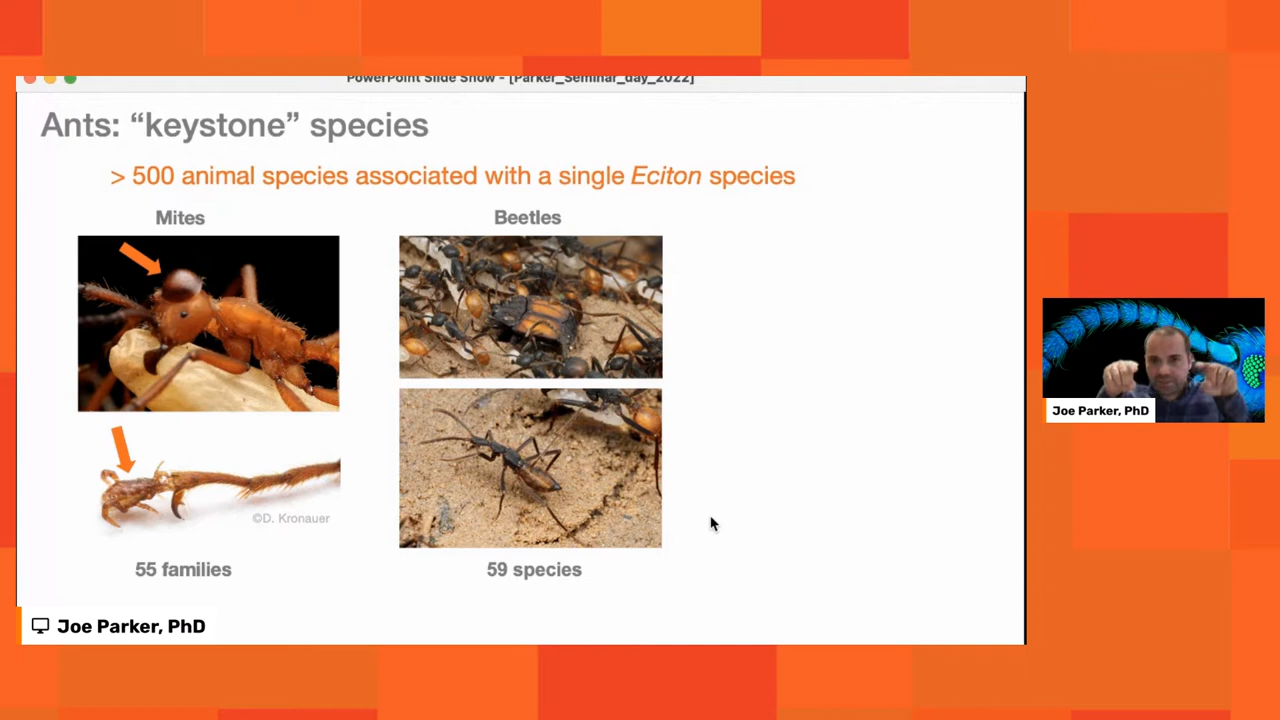 PowerPoint Slide Show - [Parker_Seminar_day_2022]
Ants: “keystone” species
> 500 animal species associated with a single Eciton species
Mites
Beetles
©D. Kronauer
55 families
59 species
Joe Parker, PhD
Joe Parker, PhD